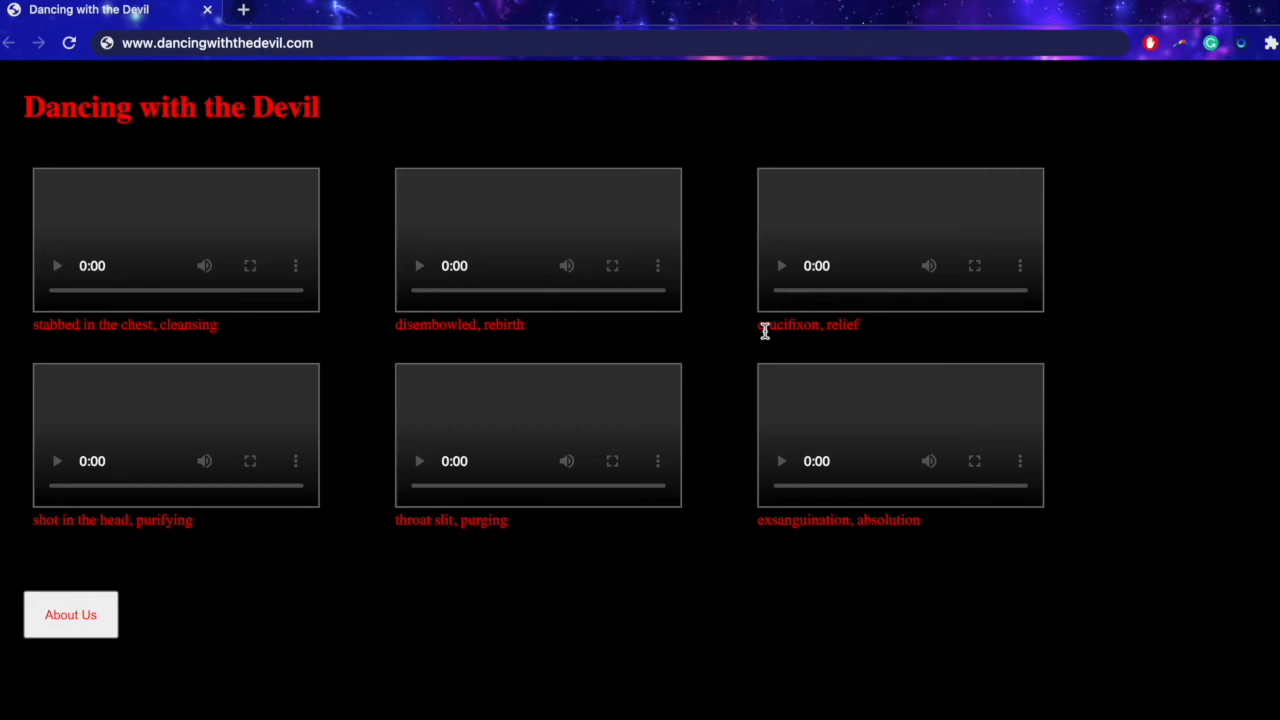 Dancing with the Devil
www.dancingwiththedevil.com
Dancing with the Devil
0:00
0:00
0:00
stabbed in the chest, cleansing
disembowled, rebirth
crucifixon, relief
0:00
0:00
0:00
shot in the head, purifying
throat slit, purging
exsanguination, absolution
About Us